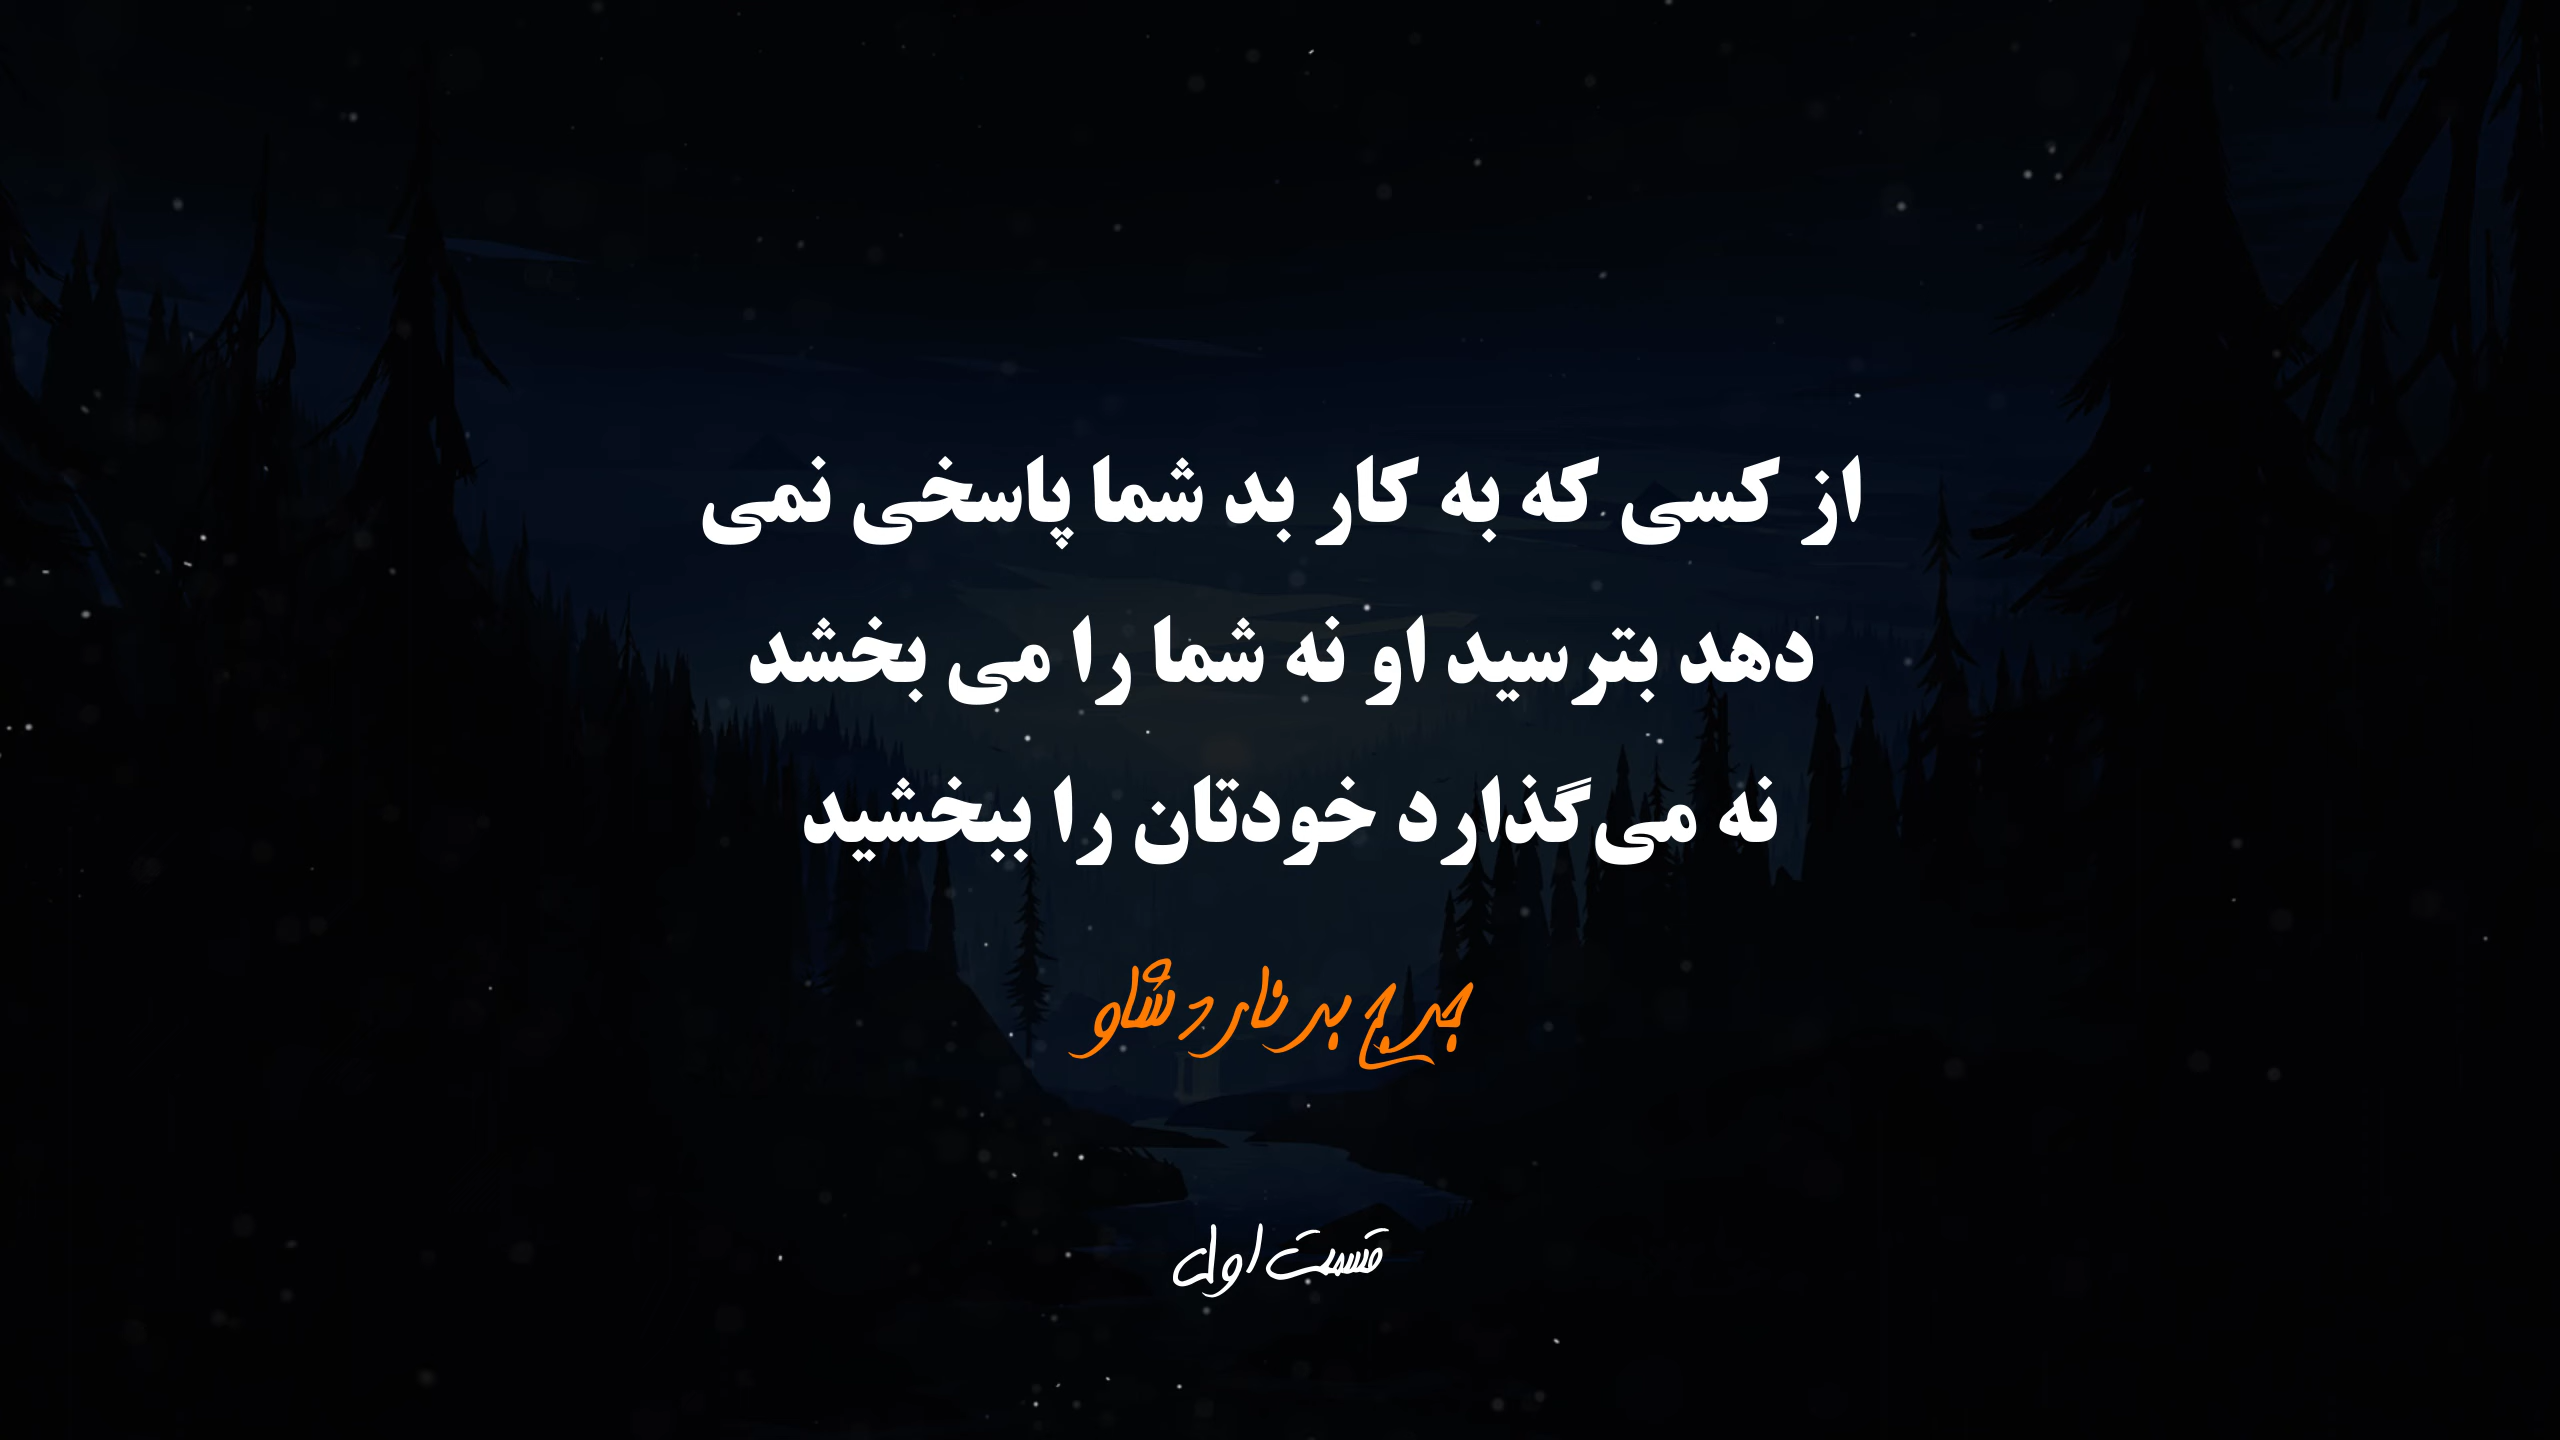 از کسی که به کار بد شما پاسخی نمی
دهد بترسید او نه شما را می بخشد
نه می‌گذارد خودتان را ببخشید
جرج برنارد شاو
قسمت اول